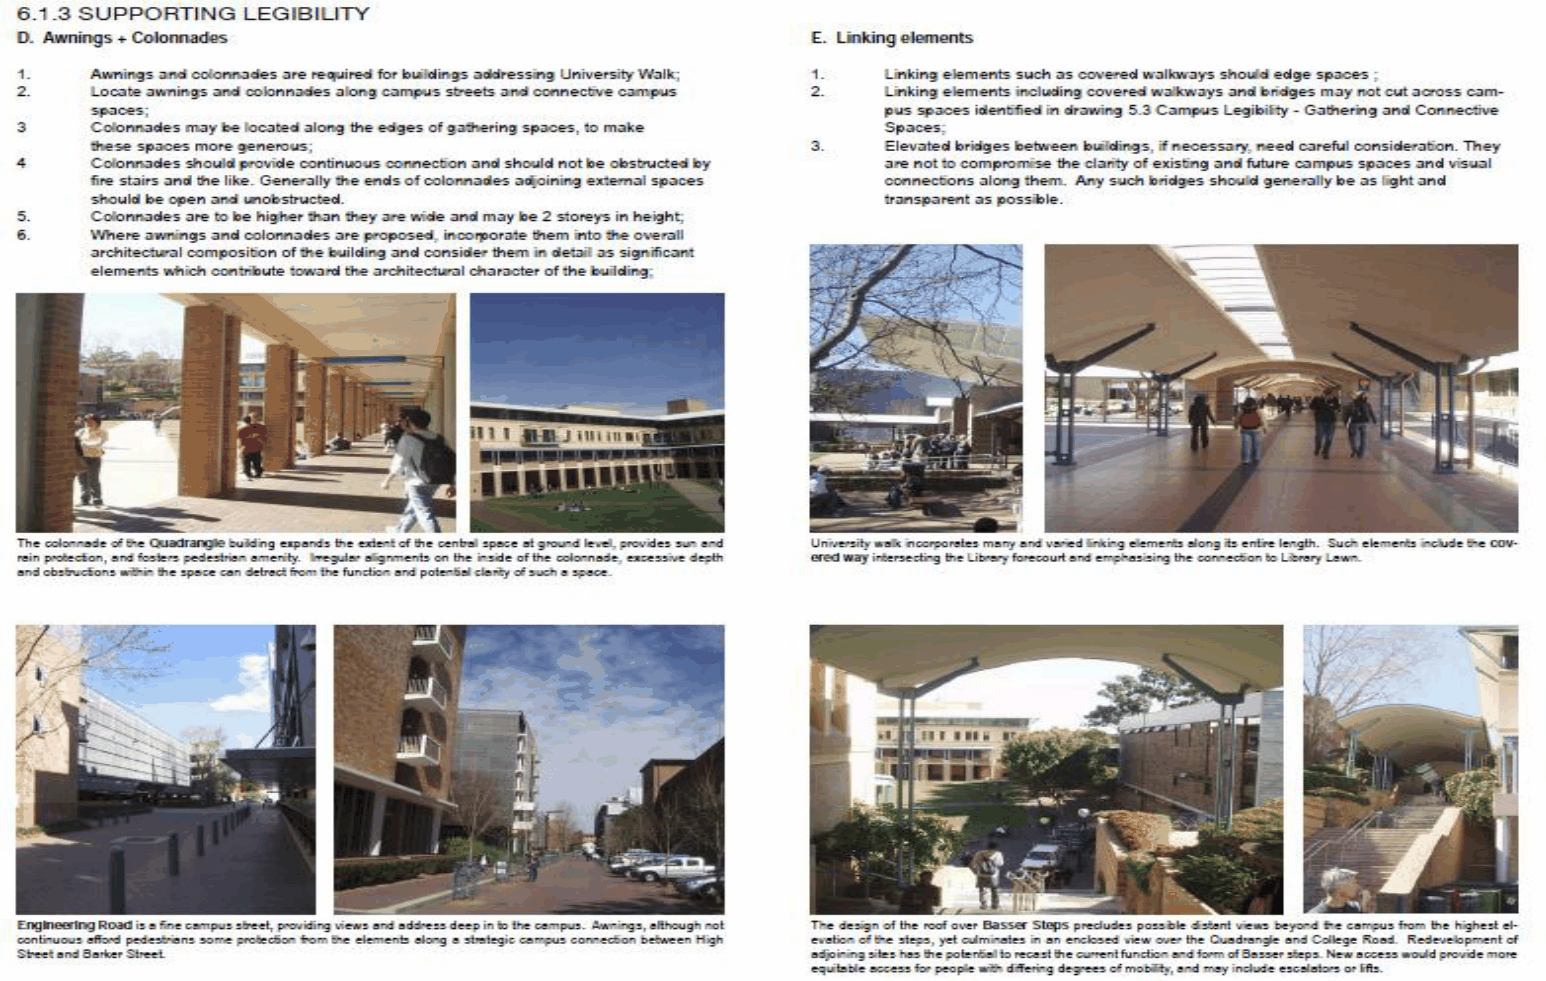 6.1.3 SUPPORTING LEGIBILITY
D. Awnings + Colonnades
1. Awnings and colonnades are required for buildings addressing University Walk;
2. Locate awnings and colonnades along campus streets and connective campus
spaces;
3 Colonnades may be located along the edges of gathering spaces, to make
these spaces more generous;
4 Colonnades should provide continuous connection and should not be obstructed by
fire stairs and the like. Generally the ends of colonnades adjoining external spaces
should be open and unobstructed.
5. Colonnades are to be higher than they are wide and may be 2 storeys in height;
6. Where awnings and colonnades are proposed, incorporate them into the overall
architectural composition of the building and consider them in detail as significant
elements which contribute toward the architectural character of the building;
The colonnade of the Quadrangle building expands the extent of the central space at ground level, provides sun and
rain protection, and fosters pedestrian amenity. Irregular alignments on the inside of the colonnade, excessive depth
and obstructions within the space can detract from the function and potential clarity of such a space.
Engineering Road is a fine campus street, providing views and address deep in to the campus. Awnings, although not
continuous afford pedestrians some protection from the elements along a strategic campus connection between High
Street and Barker Street.
E. Linking elements
1. Linking elements such as covered walkways should edge spaces ;
2. Linking elements including covered walkways and bridges may not cut across cam-
pus spaces identified in drawing 5.3 Campus Legibility - Gathering and Connective
Spaces;
3. Elevated bridges between buildings, if necessary, need careful consideration. They
are not to compromise the clarity of existing and future campus spaces and visual
connections along them. Any such bridges should generally be as light and
transparent as possible.
University walk incorporates many and varied linking elements along its entire length. Such elements include the cov-
ered way intersecting the Library forecourt and emphasising the connection to Library Lawn.
The design of the roof over Basser Steps precludes possible distant views beyond the campus from the highest el-
evation of the steps, yet culminates in an enclosed view over the Quadrangle and College Road. Redevelopment of
adjoining sites has the potential to recast the current function and form of Basser steps. New access would provide more
equitable access for people with differing degrees of mobility, and may include escalators or lifts.